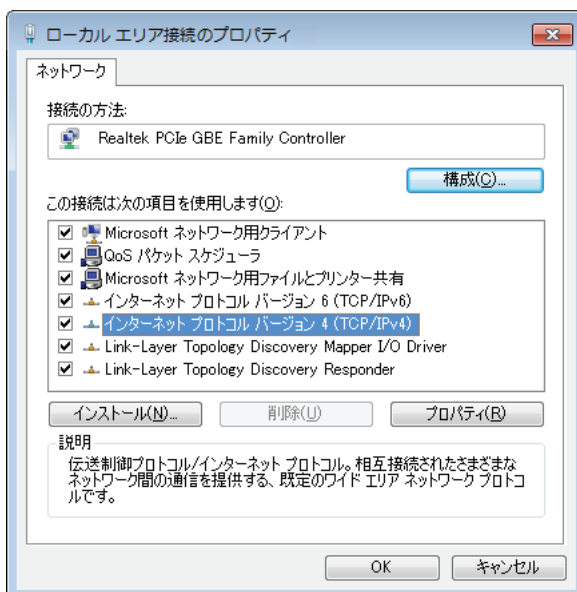 ローカル エリア接続のプロパティ
ネットワーク
接続の方法:
Realtek PCIe GBE Family Controller
構成(C)...
この接続は次の項目を使用します(O):
Microsoft ネットワーク用クライアント
QoS パケット スケジューラ
Microsoft ネットワーク用ファイルとプリンター共有
インターネット プロトコル バージョン 6 (TCP/IPv6)
インターネット プロトコル バージョン 4 (TCP/IPv4)
Link-Layer Topology Discovery Mapper I/O Driver
Link-Layer Topology Discovery Responder
インストール(N)... 削除(U) プロパティ(R)
説明
伝送制御プロトコル/インターネット プロトコル。相互接続されたさまざまな
ネットワーク間の通信を提供する、既定のワイド エリア ネットワーク プロトコ
ルです。
OK キャンセル